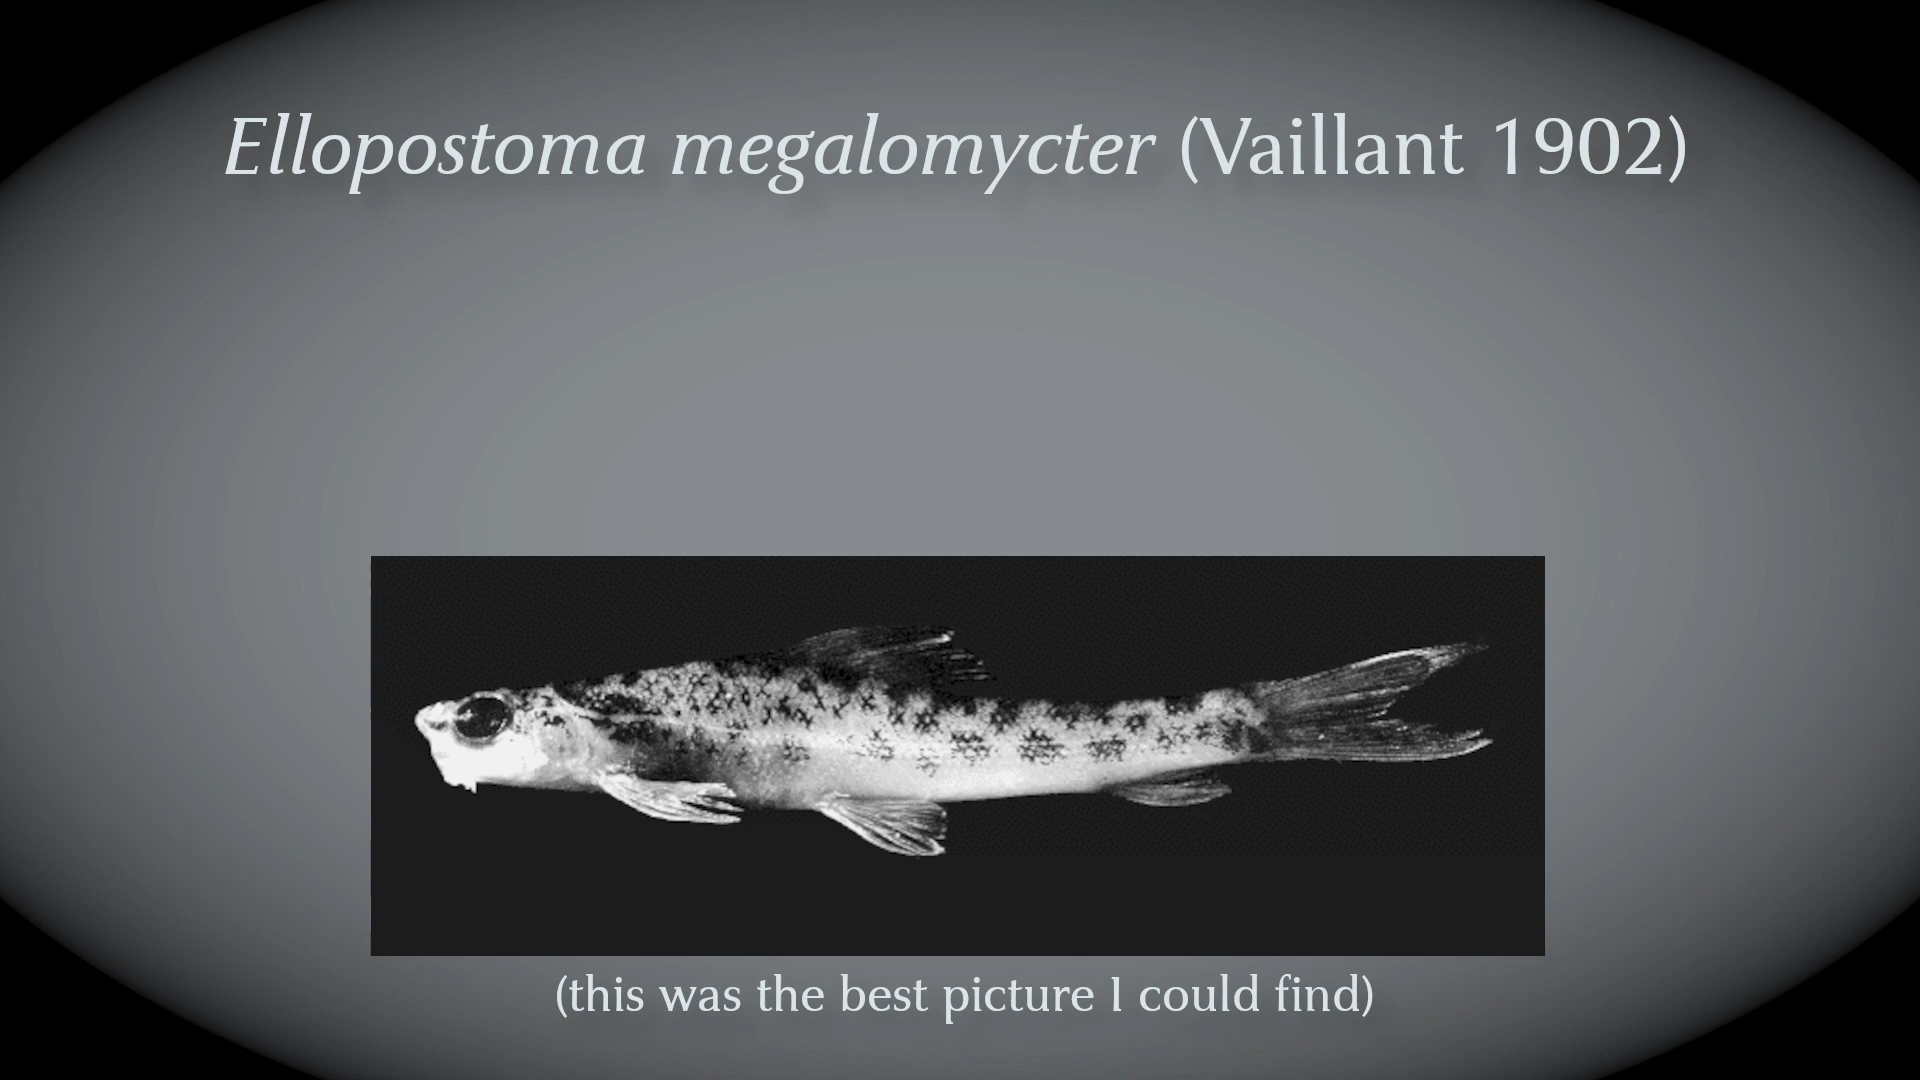 Ellopostoma megalomycter (Vaillant 1902)
(this was the best picture I could find)